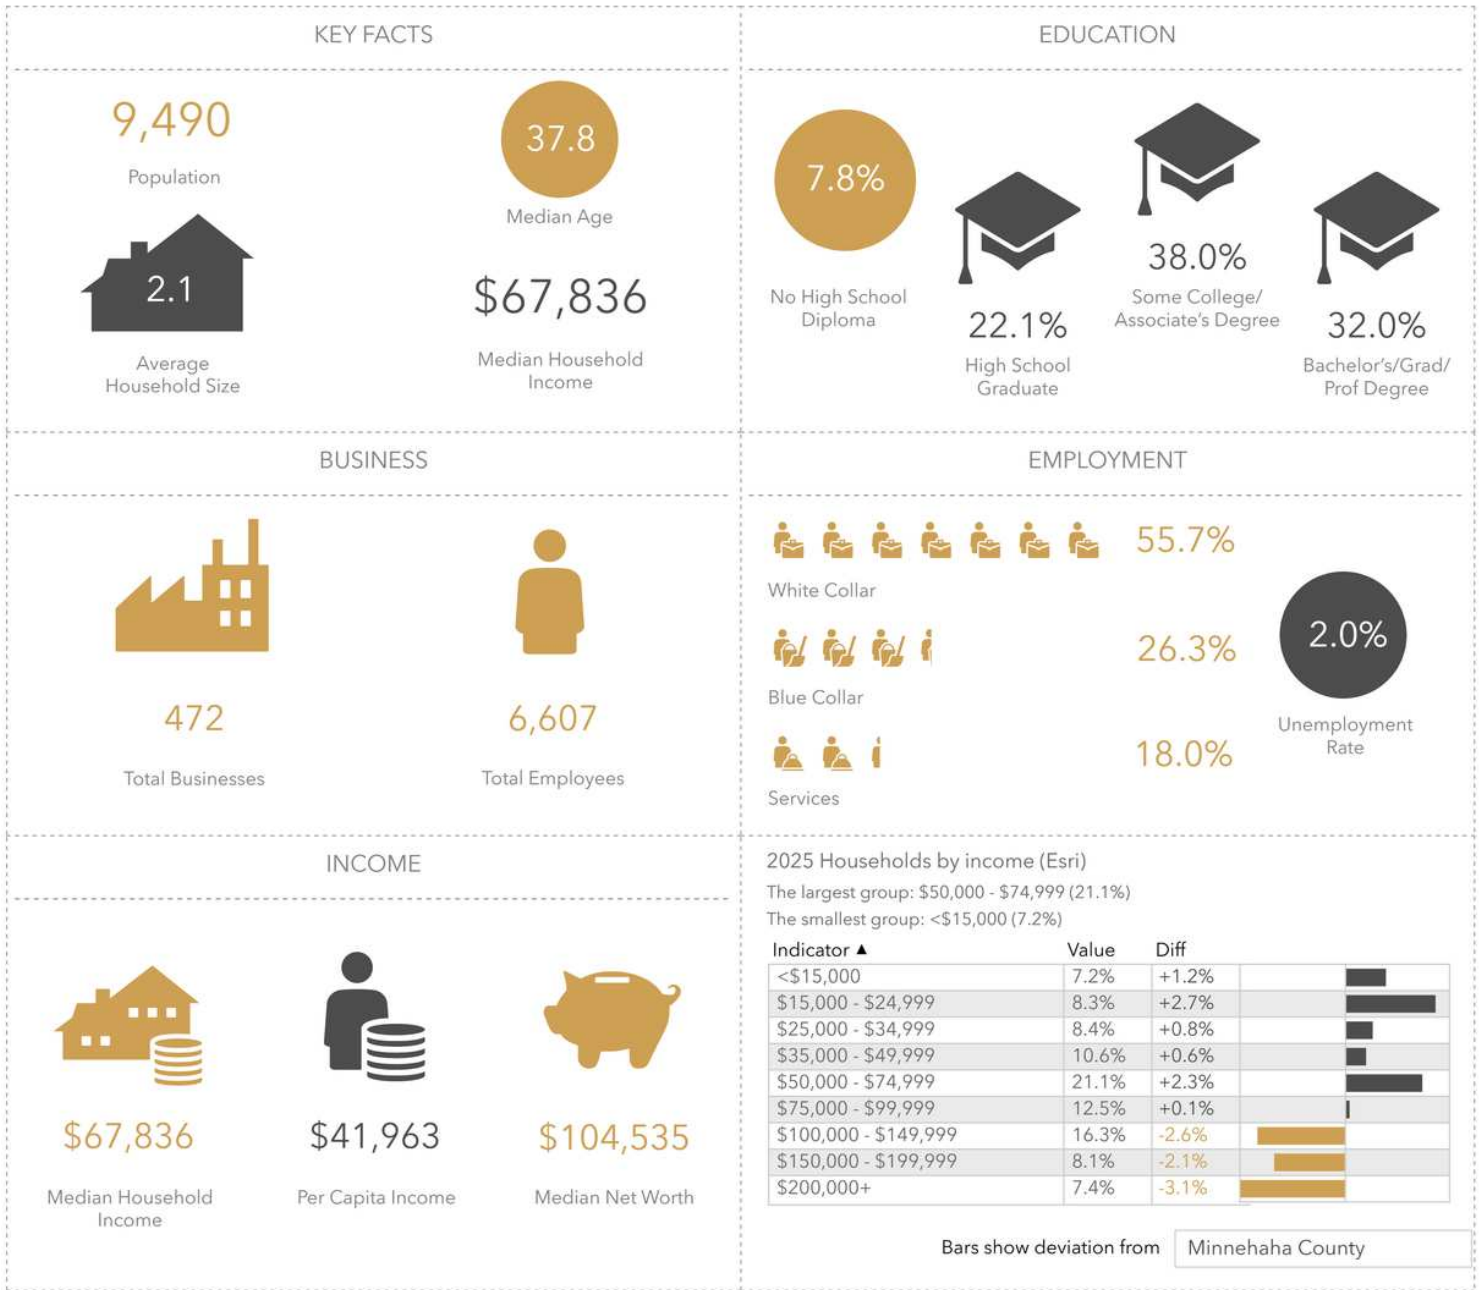 KEY FACTS
9,490
Population
37.8
Median Age
2.1
Average
Household Size
$67,836
Median Household
Income
EDUCATION
7.8%
No High School
Diploma
22.1%
High School
Graduate
38.0%
Some College/
Associate's Degree
32.0%
Bachelor's/Grad/
Prof Degree
BUSINESS
472
Total Businesses
6,607
Total Employees
EMPLOYMENT
55.7%
White Collar
26.3%
Blue Collar
18.0%
Services
2.0%
Unemployment
Rate
INCOME
$67,836
Median Household
Income
$41,963
Per Capita Income
$104,535
Median Net Worth
2025 Households by income (Esri)
The largest group: $50,000 - $74,999 (21.1%)
The smallest group: <$15,000 (7.2%)
Indicator ▲ Value Diff
<$15,000 7.2% +1.2%
$15,000 - $24,999 8.3% +2.7%
$25,000 - $34,999 8.4% +0.8%
$35,000 - $49,999 10.6% +0.6%
$50,000 - $74,999 21.1% +2.3%
$75,000 - $99,999 12.5% +0.1%
$100,000 - $149,999 16.3% -2.6%
$150,000 - $199,999 8.1% -2.1%
$200,000+ 7.4% -3.1%
Bars show deviation from Minnehaha County